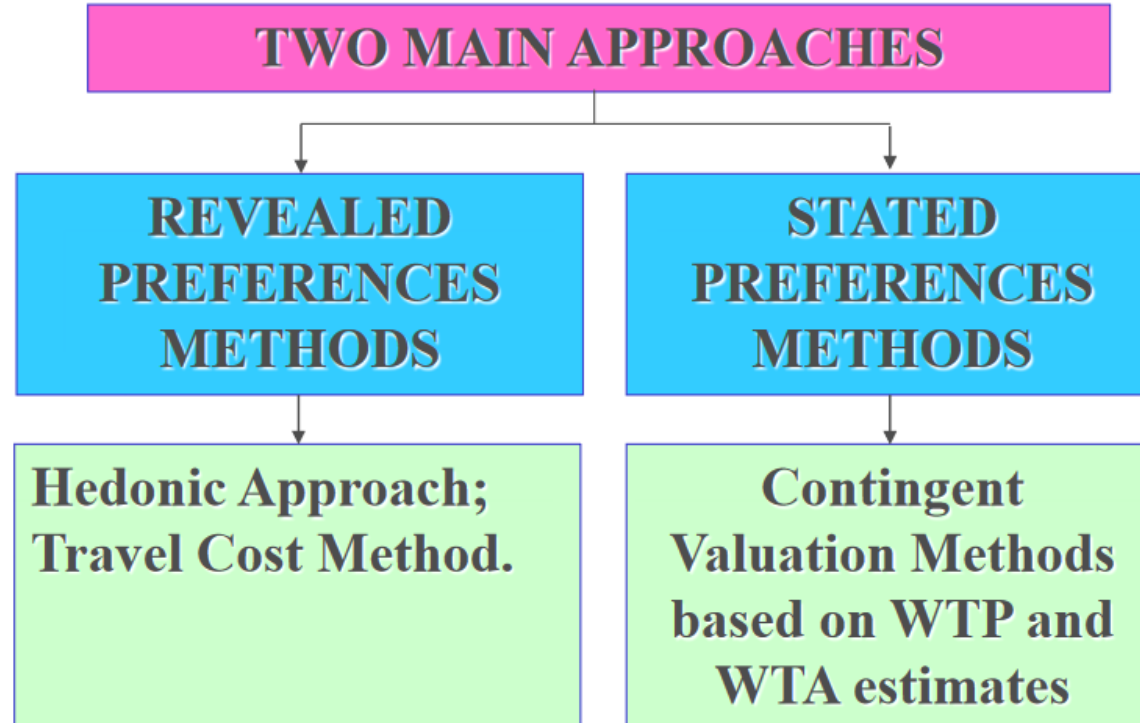 TWO MAIN APPROACHES
REVEALED
PREFERENCES
METHODS
STATED
PREFERENCES
METHODS
Hedonic Approach;
Travel Cost Method.
Contingent
Valuation Methods
based on WTP and
WTA estimates